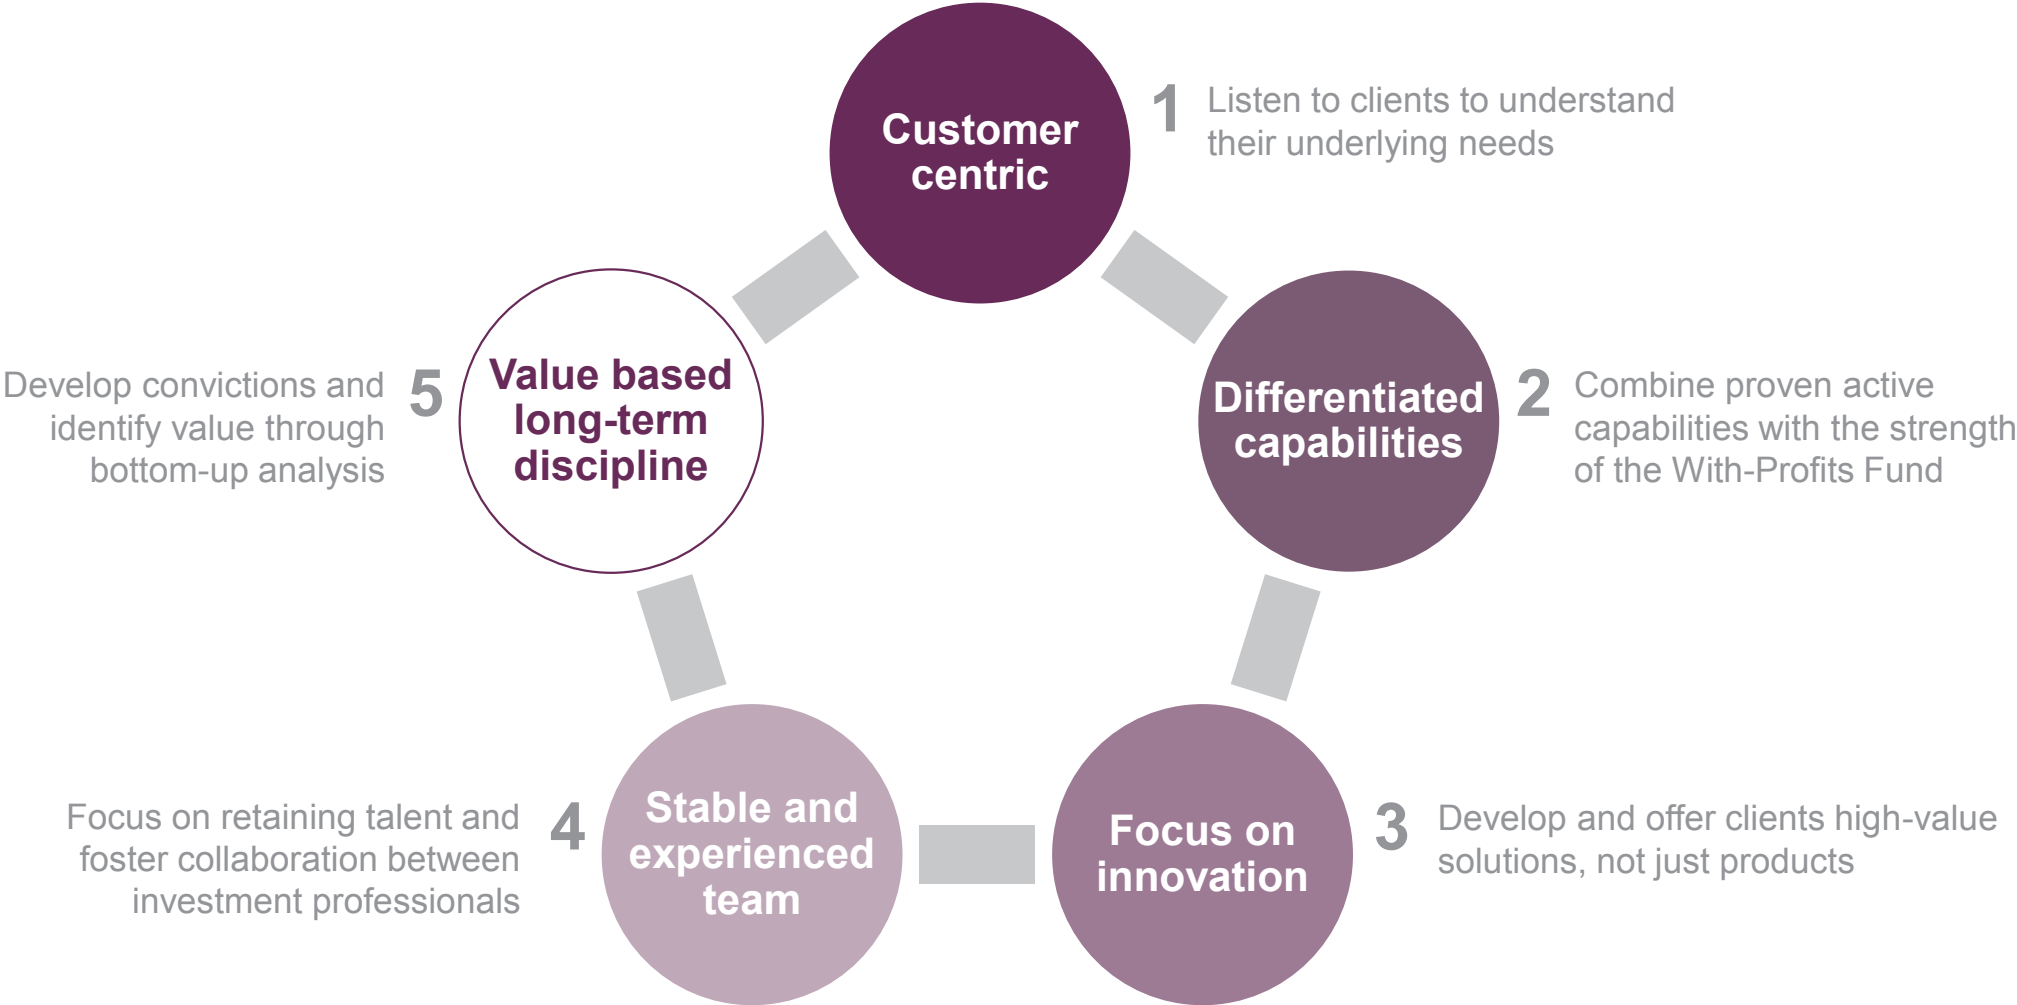 Customer
centric
1
Listen to clients to understand
their underlying needs
Differentiated
capabilities
2
Combine proven active
capabilities with the strength
of the With-Profits Fund
Focus on
innovation
3
Develop and offer clients high-value
solutions, not just products
Stable and
experienced
team
4
Focus on retaining talent and
foster collaboration between
investment professionals
Value based
long-term
discipline
5
Develop convictions and
identify value through
bottom-up analysis